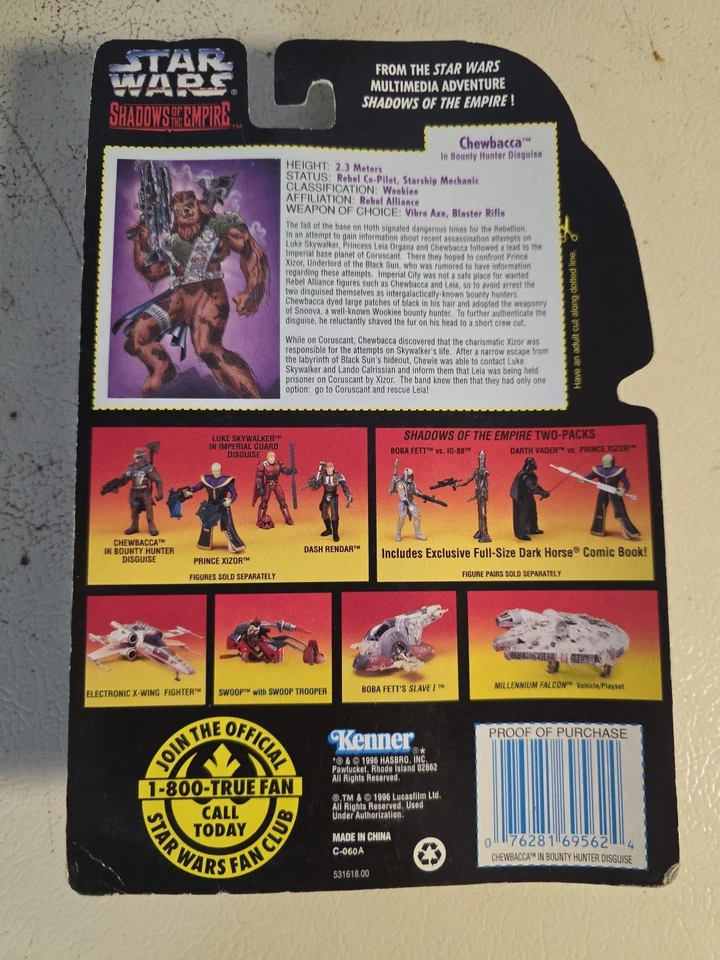 STAR
WARS®
SHADOWS OF THE EMPIRE™
FROM THE STAR WARS
MULTIMEDIA ADVENTURE
SHADOWS OF THE EMPIRE !
Chewbacca™
In Bounty Hunter Disguise
HEIGHT: 2.3 Meters
STATUS: Rebel Co-Pilot, Starship Mechanic
CLASSIFICATION: Wookiee
AFFILIATION: Rebel Alliance
WEAPON OF CHOICE: Vibro Axe, Blaster Rifle
The fall of the base on Hoth signaled dangerous times for the Rebellion.
In an attempt to gain information about recent assassination attempts on
Luke Skywalker, Princess Leia Organa and Chewbacca followed a lead to the
Imperial base planet of Coruscant. There they hoped to confront Prince
Xizor, Underlord of the Black Sun, who was rumored to have information
regarding these attempts. Imperial City was not a safe place for wanted
Rebel Alliance figures such as Chewbacca and Leia, so to avoid arrest the
two disguised themselves as intergalactically-known bounty hunters.
Chewbacca dyed large patches of black in his hair and adopted the weaponry
of Snoova, a well-known Wookiee bounty hunter. To further authenticate the
disguise, he reluctantly shaved the fur on his head to a short crew cut.
While on Coruscant, Chewbacca discovered that the charismatic Xizor was
responsible for the attempts on Skywalker's life. After a narrow escape from
the labyrinth of Black Sun's hideout, Chewie was able to contact Luke
Skywalker and Lando Calrissian and inform them that Leia was being held
prisoner on Coruscant by Xizor. The band knew then that they had only one
option: go to Coruscant and rescue Leia!
Have an adult cut along dotted line.
LUKE SKYWALKER™
IN IMPERIAL GUARD
DISGUISE
CHEWBACCA™
IN BOUNTY HUNTER
DISGUISE
PRINCE XIZOR™
DASH RENDAR™
FIGURES SOLD SEPARATELY
SHADOWS OF THE EMPIRE TWO-PACKS
BOBA FETT™ vs. IG-88™
DARTH VADER™ vs. PRINCE XIZOR™
Includes Exclusive Full-Size Dark Horse® Comic Book!
FIGURE PAIRS SOLD SEPARATELY
ELECTRONIC X-WING FIGHTER™
SWOOP™ with SWOOP TROOPER
BOBA FETT'S SLAVE I™
MILLENNIUM FALCON™ Vehicle/Playset
JOIN THE OFFICIAL
1-800-TRUE FAN
CALL
TODAY
STAR WARS FAN CLUB
Kenner®*
*® & © 1996 HASBRO, INC.
Pawtucket, Rhode Island 02862
All Rights Reserved.
®,TM & © 1996 Lucasfilm Ltd.
All Rights Reserved. Used
Under Authorization.
MADE IN CHINA
C-060A
531618.00
PROOF OF PURCHASE
0 76281 69562 4
CHEWBACCA™ IN BOUNTY HUNTER DISGUISE